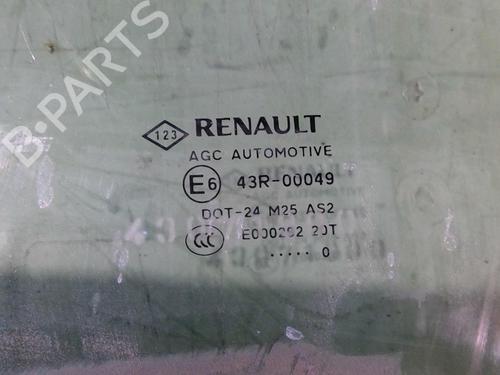 B-PARTS
123 RENAULT
AGC AUTOMOTIVE
E6 43R-00049
DOT-24 M25 AS2
CCC E000292 20T
..... 0